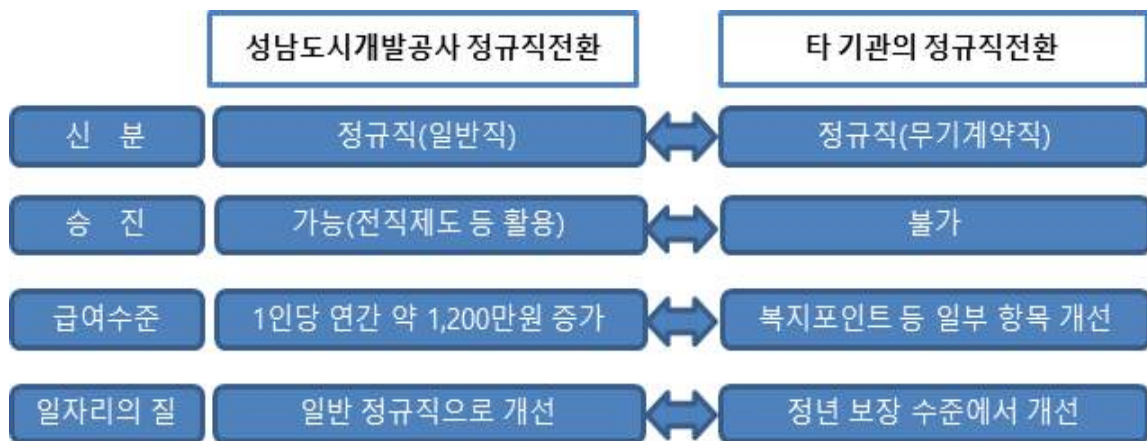 성남도시개발공사 정규직전환 타 기관의 정규직전환
신 분 정규직(일반직) 정규직(무기계약직)
승 진 가능(전직제도 등 활용) 불가
급여수준 1인당 연간 약 1,200만원 증가 복지포인트 등 일부 항목 개선
일자리의 질 일반 정규직으로 개선 정년 보장 수준에서 개선